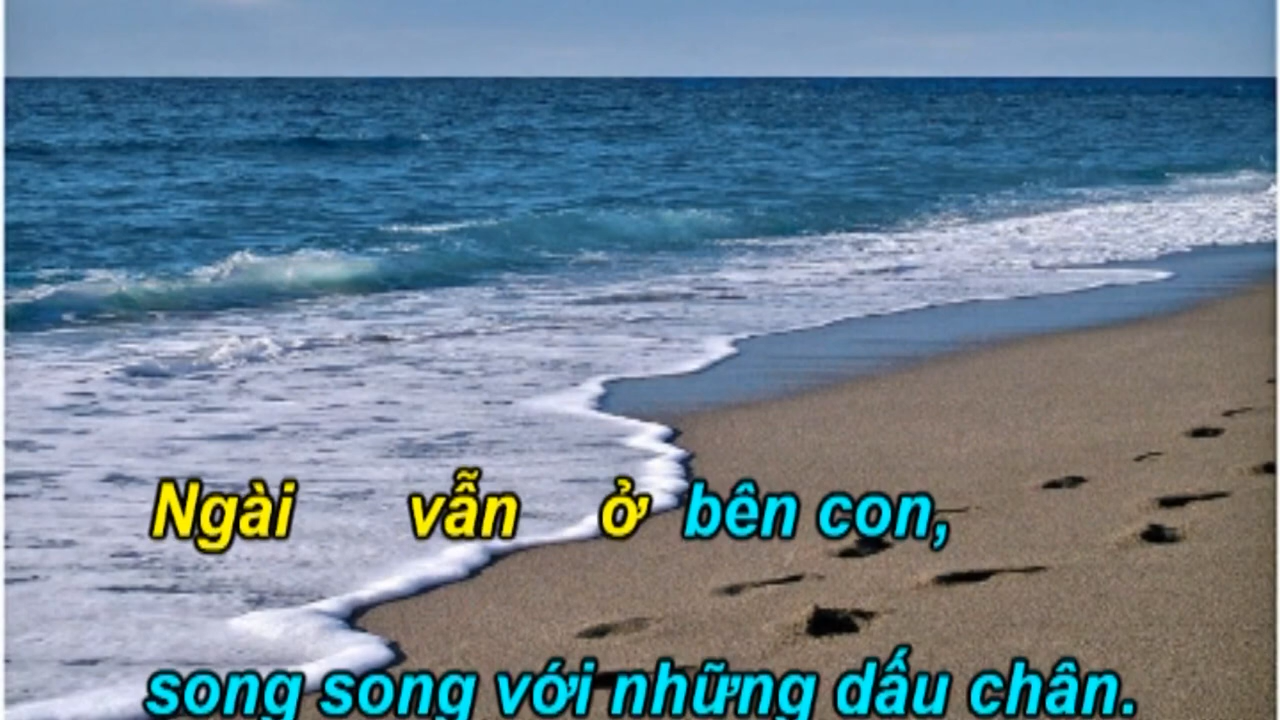 Ngài vẫn ở bên con,
song song với những dấu chân.